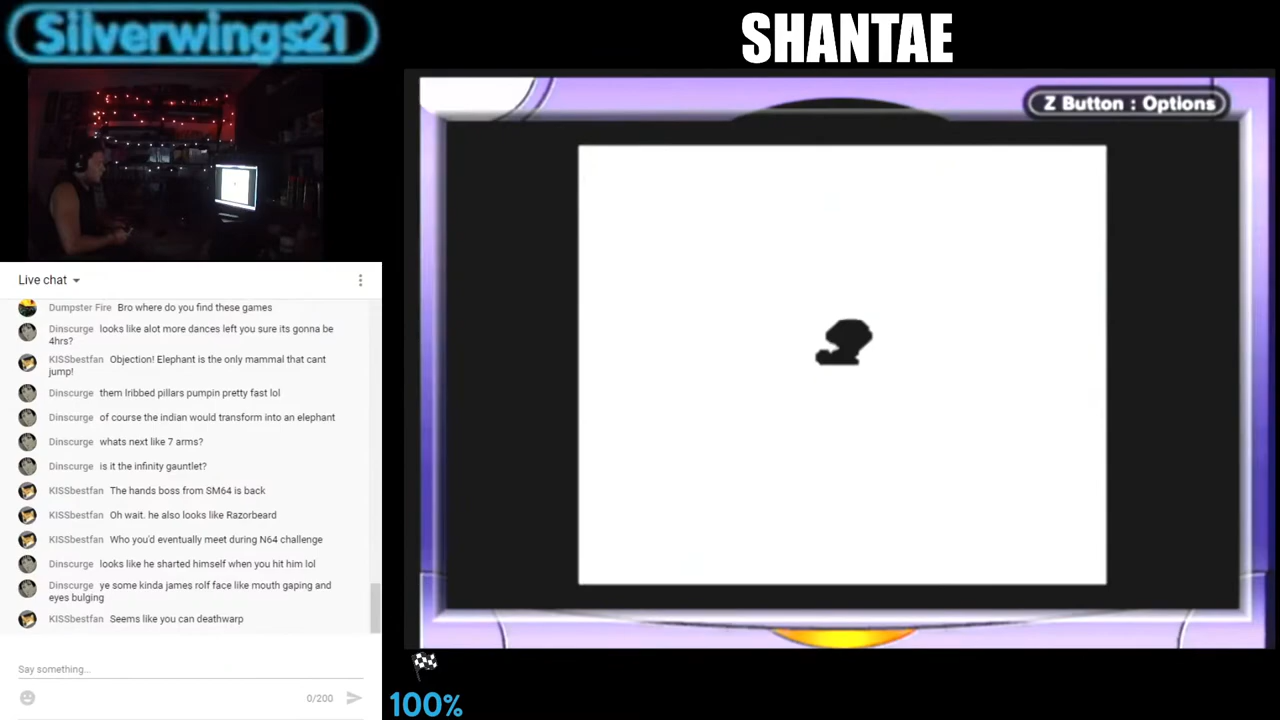 Silverwings21
SHANTAE
Z Button : Options
Live chat
Dumpster Fire Bro where do you find these games
Dinscurge looks like alot more dances left you sure its gonna be
4hrs?
KISSbestfan Objection! Elephant is the only mammal that cant
jump!
Dinscurge them lribbed pillars pumpin pretty fast lol
Dinscurge of course the indian would transform into an elephant
Dinscurge whats next like 7 arms?
Dinscurge is it the infinity gauntlet?
KISSbestfan The hands boss from SM64 is back
KISSbestfan Oh wait. he also looks like Razorbeard
KISSbestfan Who you'd eventually meet during N64 challenge
Dinscurge looks like he sharted himself when you hit him lol
Dinscurge ye some kinda james rolf face like mouth gaping and
eyes bulging
KISSbestfan Seems like you can deathwarp
Say something...
0/200
100%